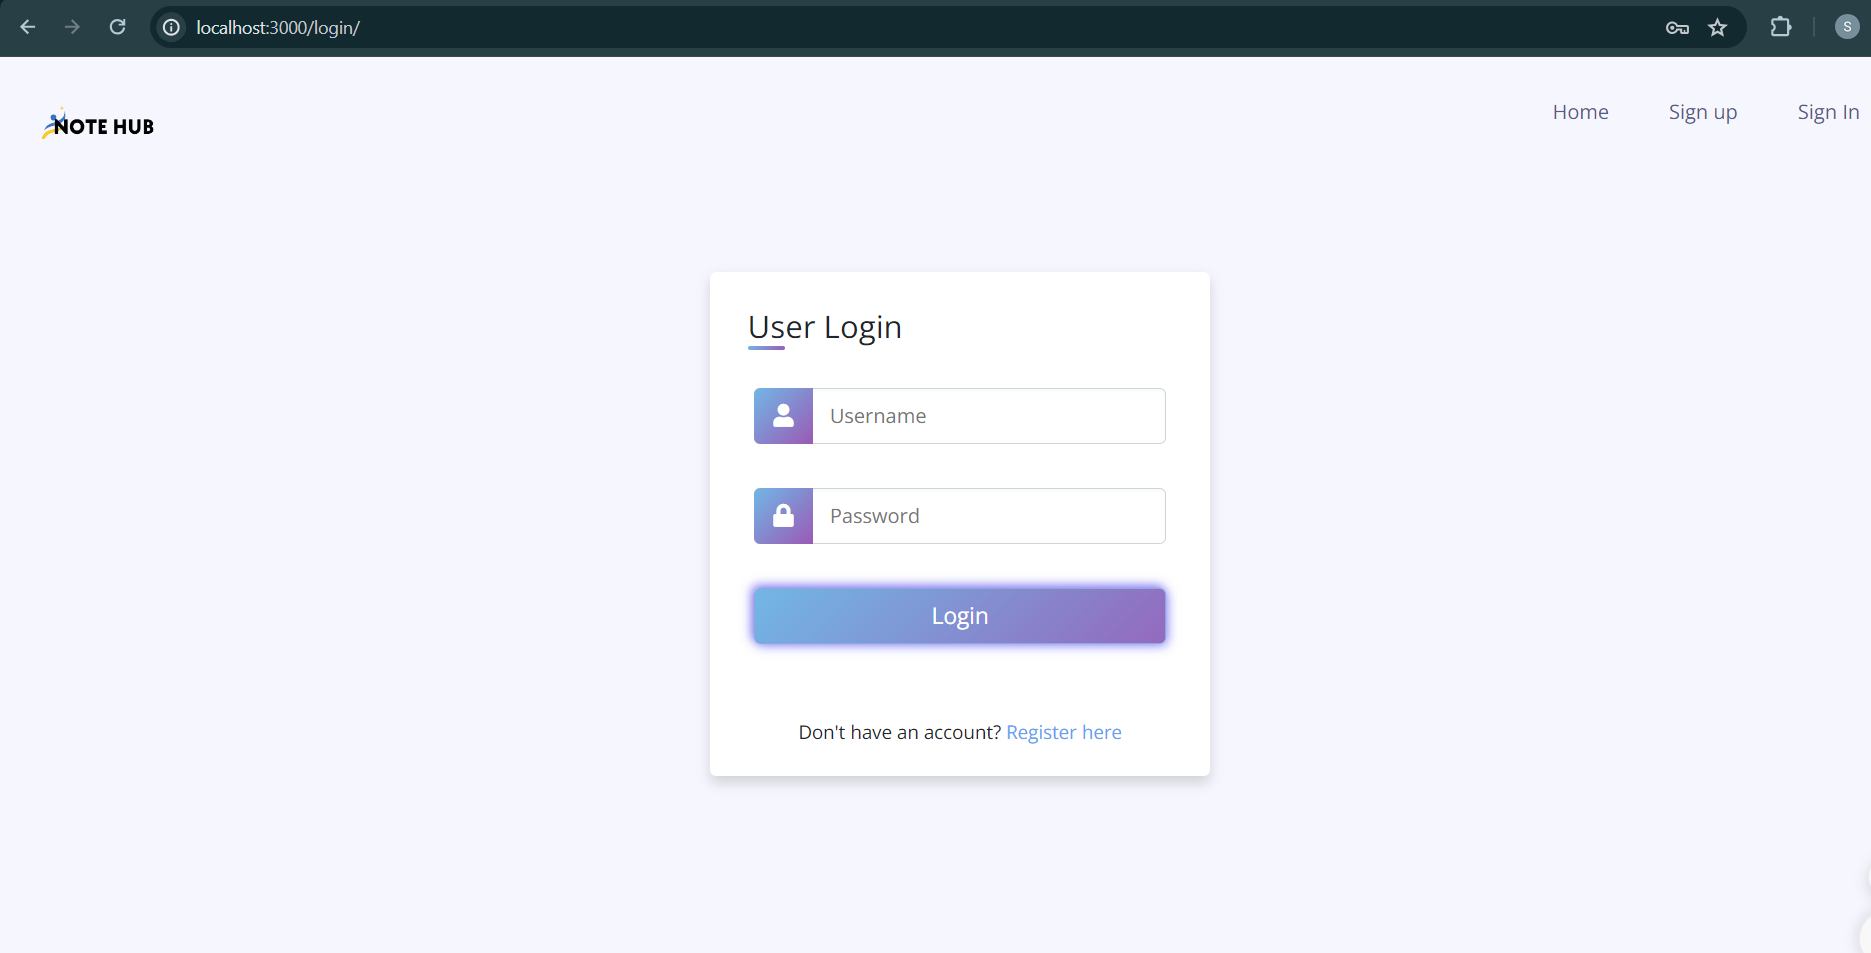 localhost:3000/login/
S
NOTE HUB
Home Sign up Sign In
User Login
Username
Password
Login
Don't have an account? Register here